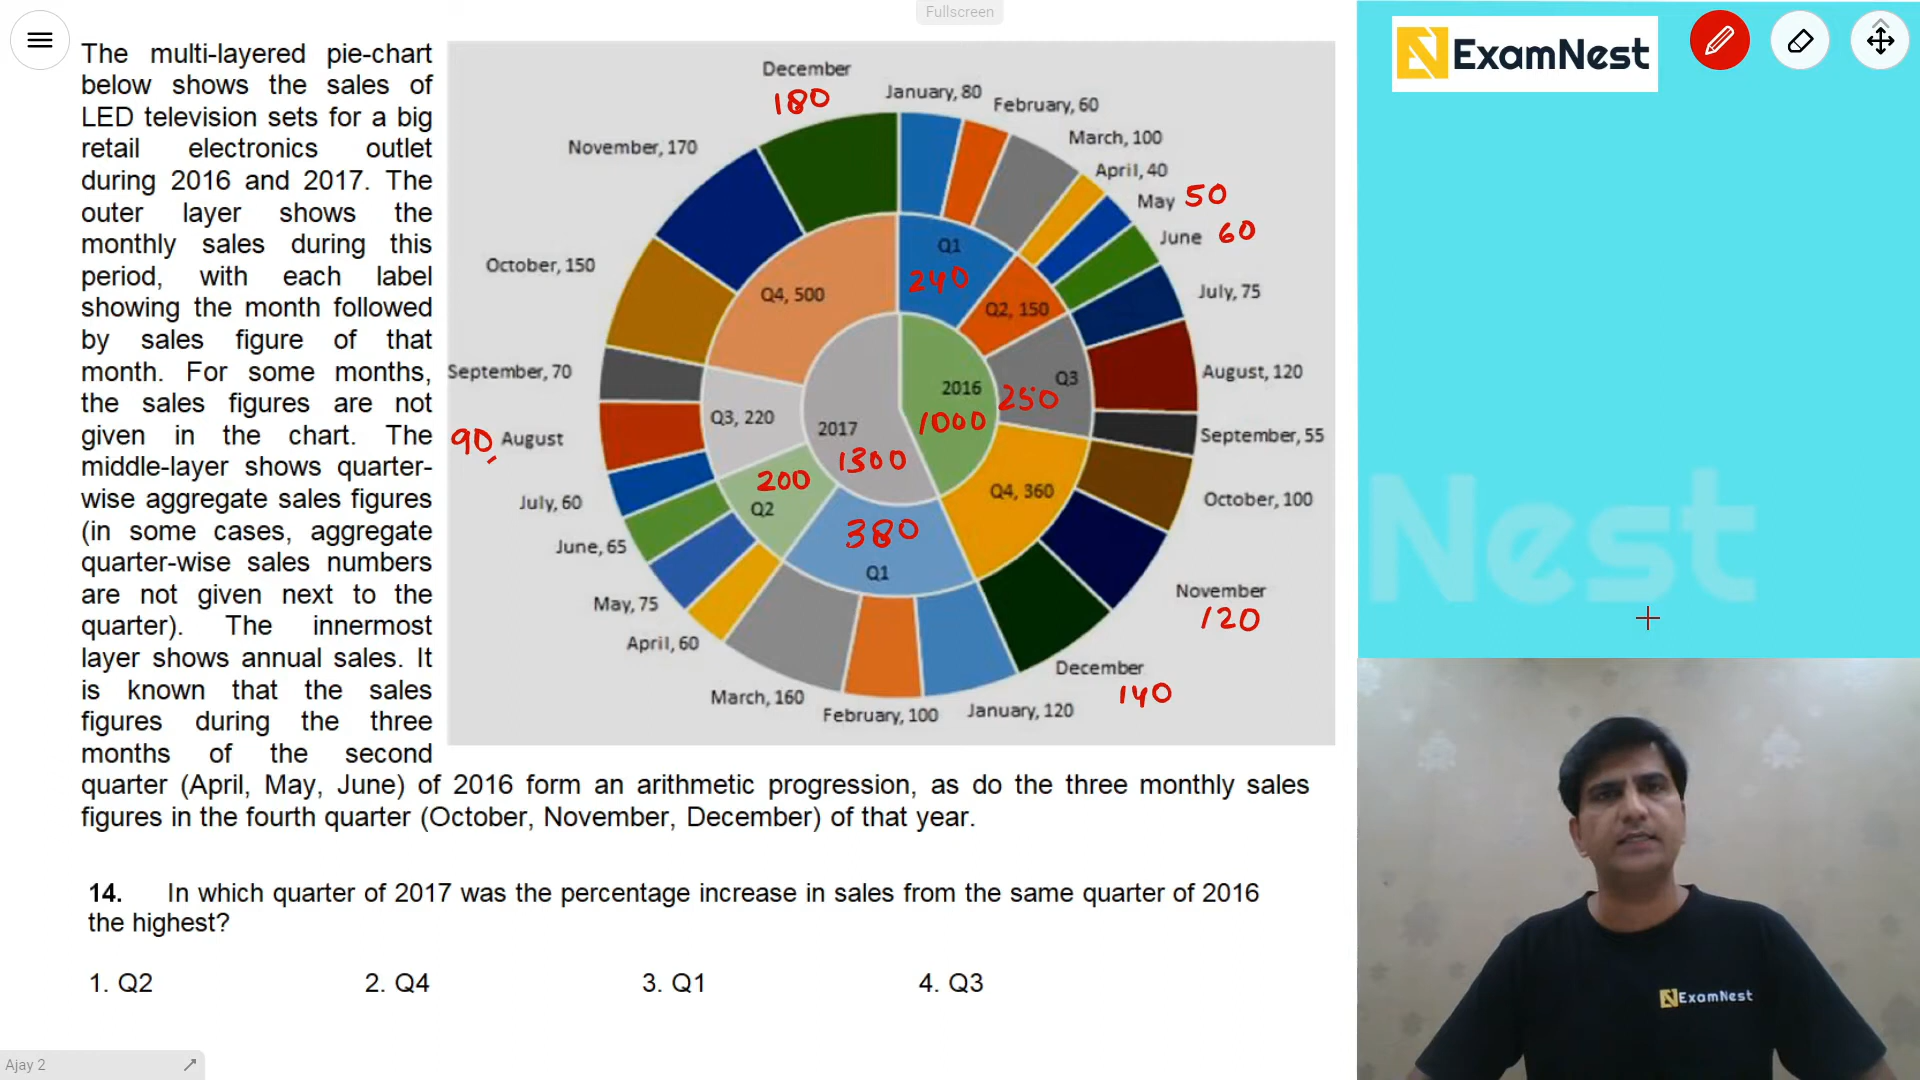 Fullscreen
The multi-layered pie-chart
below shows the sales of
LED television sets for a big
retail electronics outlet
during 2016 and 2017. The
outer layer shows the
monthly sales during this
period, with each label
showing the month followed
by sales figure of that
month. For some months,
the sales figures are not
given in the chart. The
middle-layer shows quarter-
wise aggregate sales figures
(in some cases, aggregate
quarter-wise sales numbers
are not given next to the
quarter). The innermost
layer shows annual sales. It
is known that the sales
figures during the three
months of the second
quarter (April, May, June) of 2016 form an arithmetic progression, as do the three monthly sales
figures in the fourth quarter (October, November, December) of that year.
December
180
January, 80
February, 60
March, 100
April, 40
May 50
June 60
July, 75
August, 120
September, 55
October, 100
November
120
December
140
January, 120
February, 100
March, 160
April, 60
May, 75
June, 65
July, 60
90, August
September, 70
October, 150
November, 170
Q1
240
Q2, 150
Q3
250
Q4, 360
Q1
380
Q2
200
Q3, 220
Q4, 500
2016
1000
2017
1300
14. In which quarter of 2017 was the percentage increase in sales from the same quarter of 2016
the highest?
1. Q2 2. Q4 3. Q1 4. Q3
Ajay 2
ExamNest
Nest
ExamNest